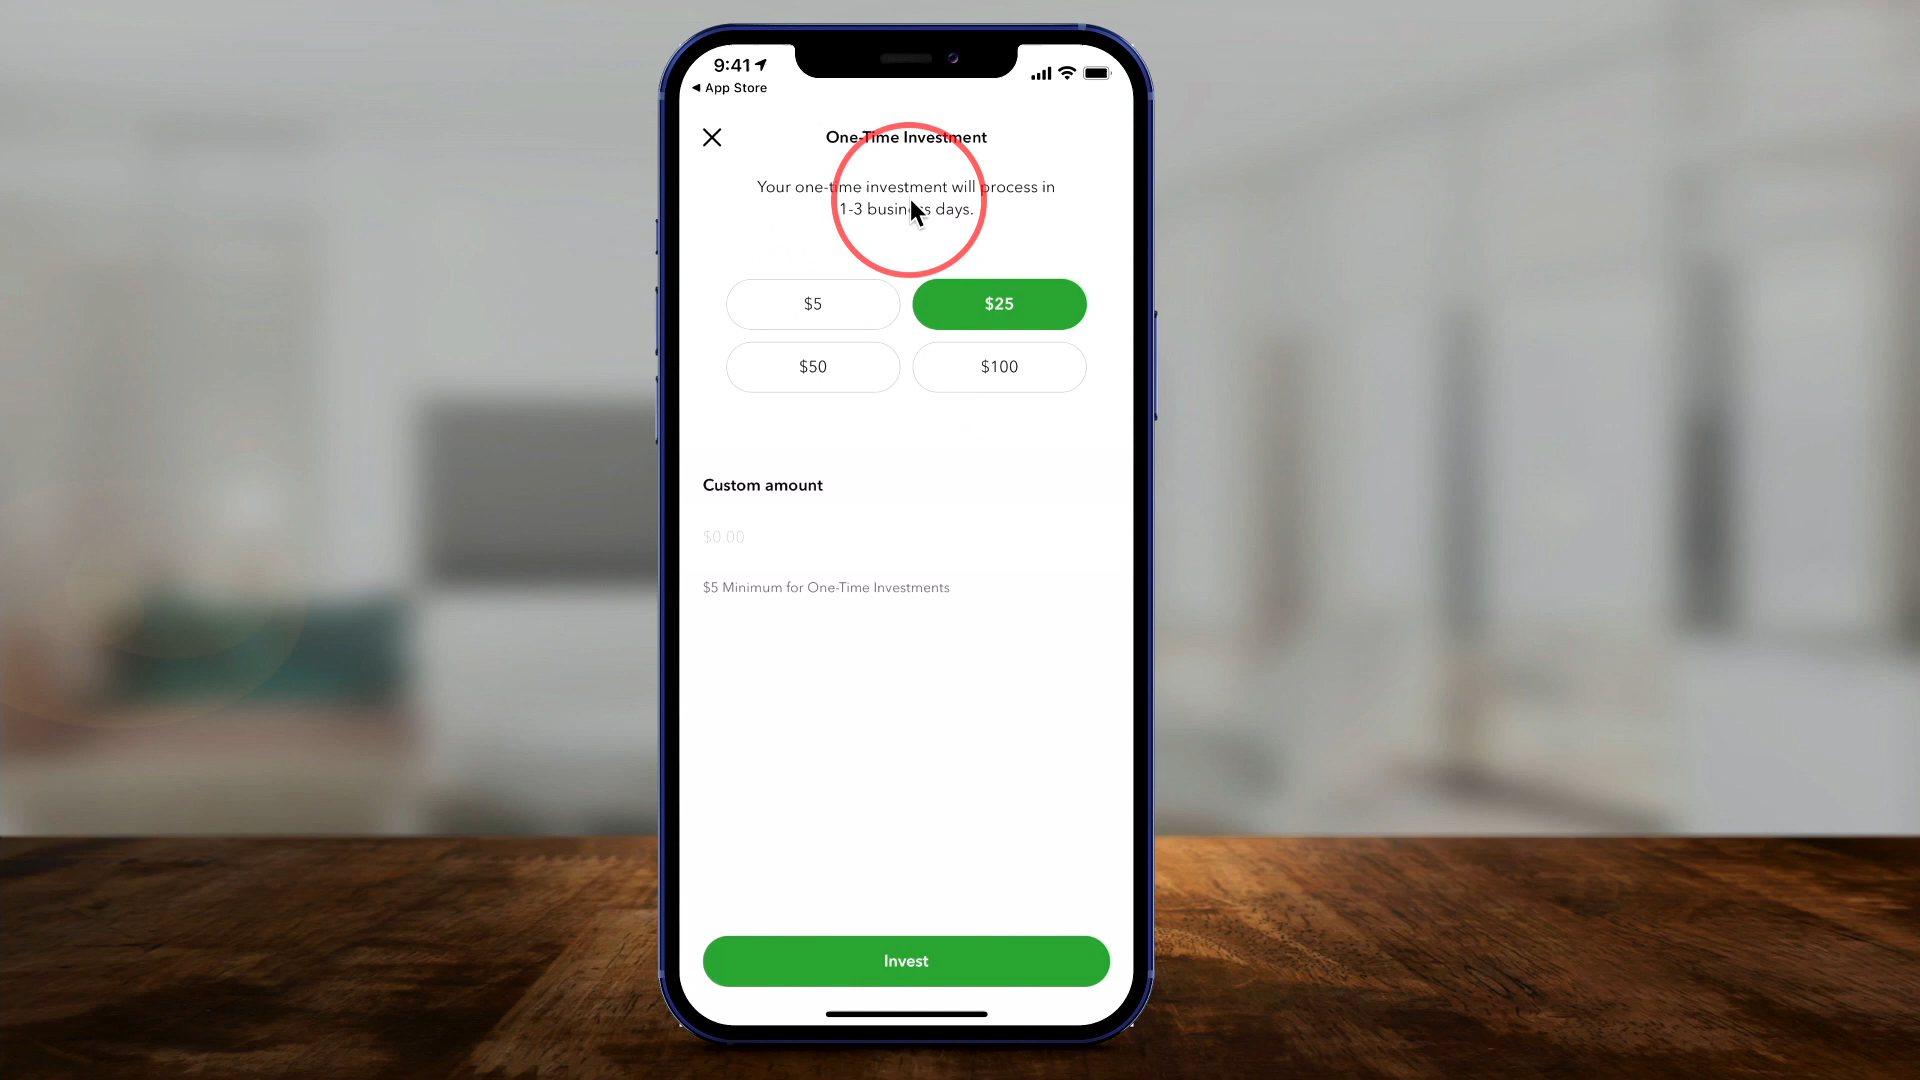 9:41
◀ App Store
One-Time Investment
Your one-time investment will process in
1-3 business days.
$5
$25
$50
$100
Custom amount
$0.00
$5 Minimum for One-Time Investments
Invest